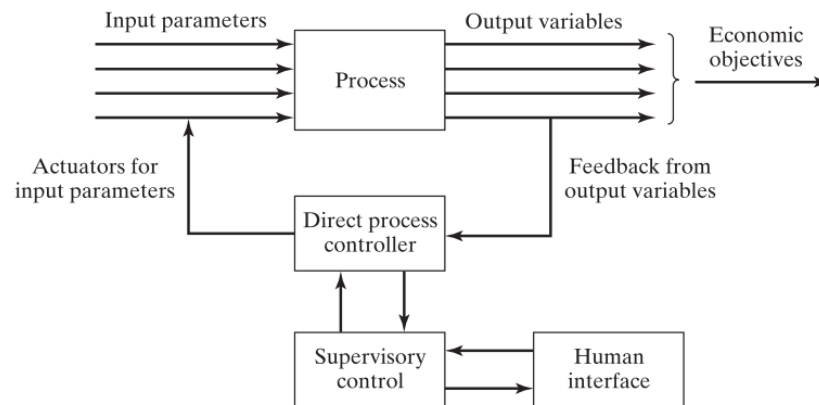 Input parameters
Output variables
Economic
objectives
Process
Actuators for
input parameters
Feedback from
output variables
Direct process
controller
Supervisory
control
Human
interface